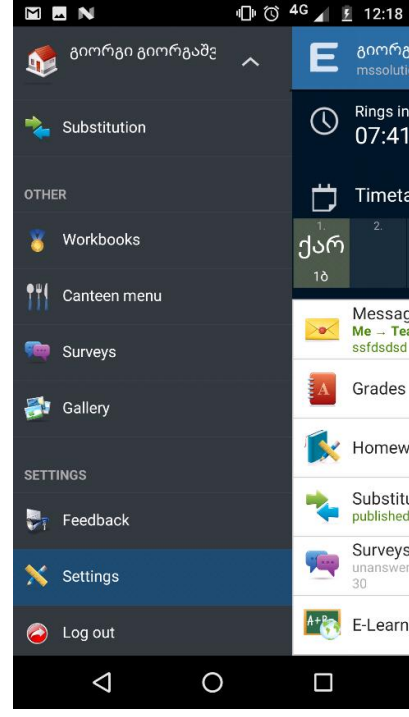 4G 12:18
გიორგი
Substitution
OTHER
Workbooks
Canteen menu
Surveys
Gallery
SETTINGS
Feedback
Settings
Log out
E
mssoluti
Rings in
07:41
Timeta
1. 2.
ქარ
1ბ
Messag
Me → Tea
ssfdsdsd
A Grades
Homew
Substitu
published
Surveys
unanswer
30
A+B E-Learn